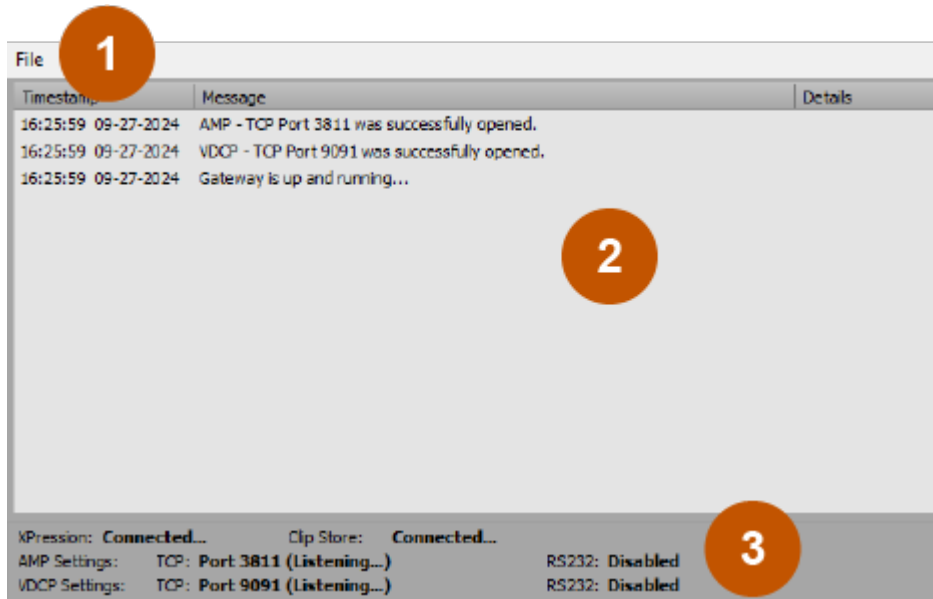 1
File
Timestamp Message Details
16:25:59 09-27-2024 AMP - TCP Port 3811 was successfully opened.
16:25:59 09-27-2024 VDCP - TCP Port 9091 was successfully opened.
16:25:59 09-27-2024 Gateway is up and running...
2
XPression: Connected... Clip Store: Connected...
3
AMP Settings: TCP: Port 3811 (Listening...) RS232: Disabled
VDCP Settings: TCP: Port 9091 (Listening...) RS232: Disabled